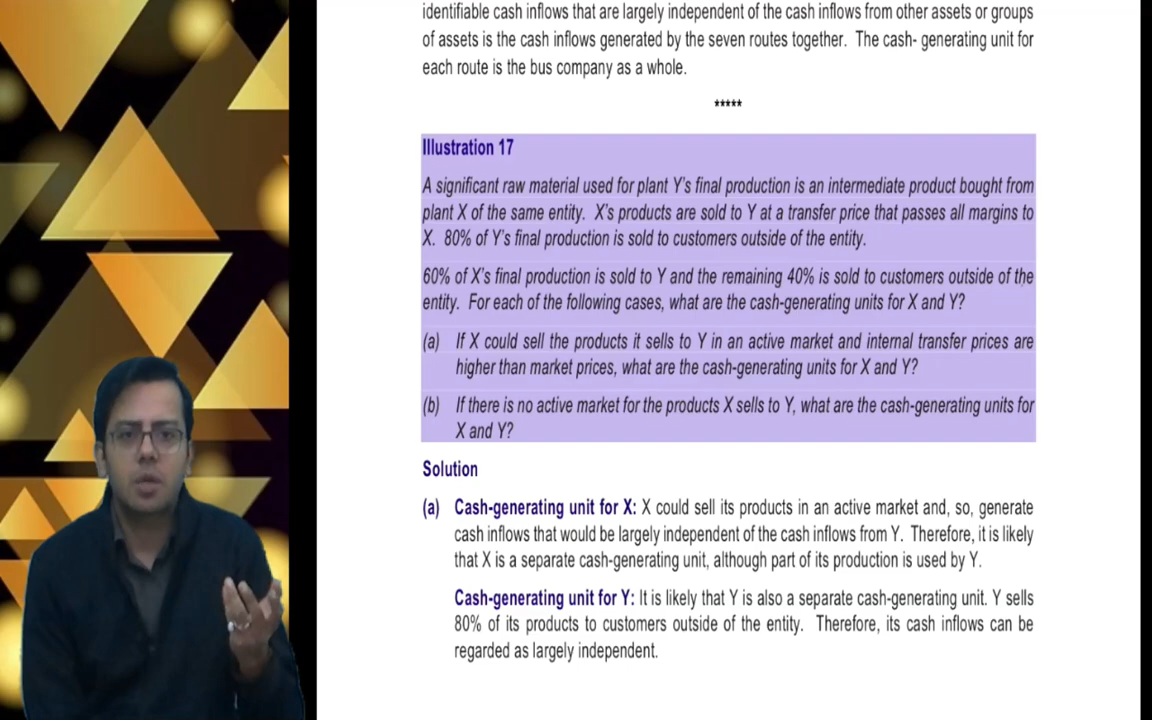 identifiable cash inflows that are largely independent of the cash inflows from other assets or groups
of assets is the cash inflows generated by the seven routes together. The cash- generating unit for
each route is the bus company as a whole.
*****
Illustration 17
A significant raw material used for plant Y's final production is an intermediate product bought from
plant X of the same entity. X's products are sold to Y at a transfer price that passes all margins to
X. 80% of Y's final production is sold to customers outside of the entity.
60% of X's final production is sold to Y and the remaining 40% is sold to customers outside of the
entity. For each of the following cases, what are the cash-generating units for X and Y?
(a) If X could sell the products it sells to Y in an active market and internal transfer prices are
higher than market prices, what are the cash-generating units for X and Y?
(b) If there is no active market for the products X sells to Y, what are the cash-generating units for
X and Y?
Solution
(a) Cash-generating unit for X: X could sell its products in an active market and, so, generate
cash inflows that would be largely independent of the cash inflows from Y. Therefore, it is likely
that X is a separate cash-generating unit, although part of its production is used by Y.
Cash-generating unit for Y: It is likely that Y is also a separate cash-generating unit. Y sells
80% of its products to customers outside of the entity. Therefore, its cash inflows can be
regarded as largely independent.